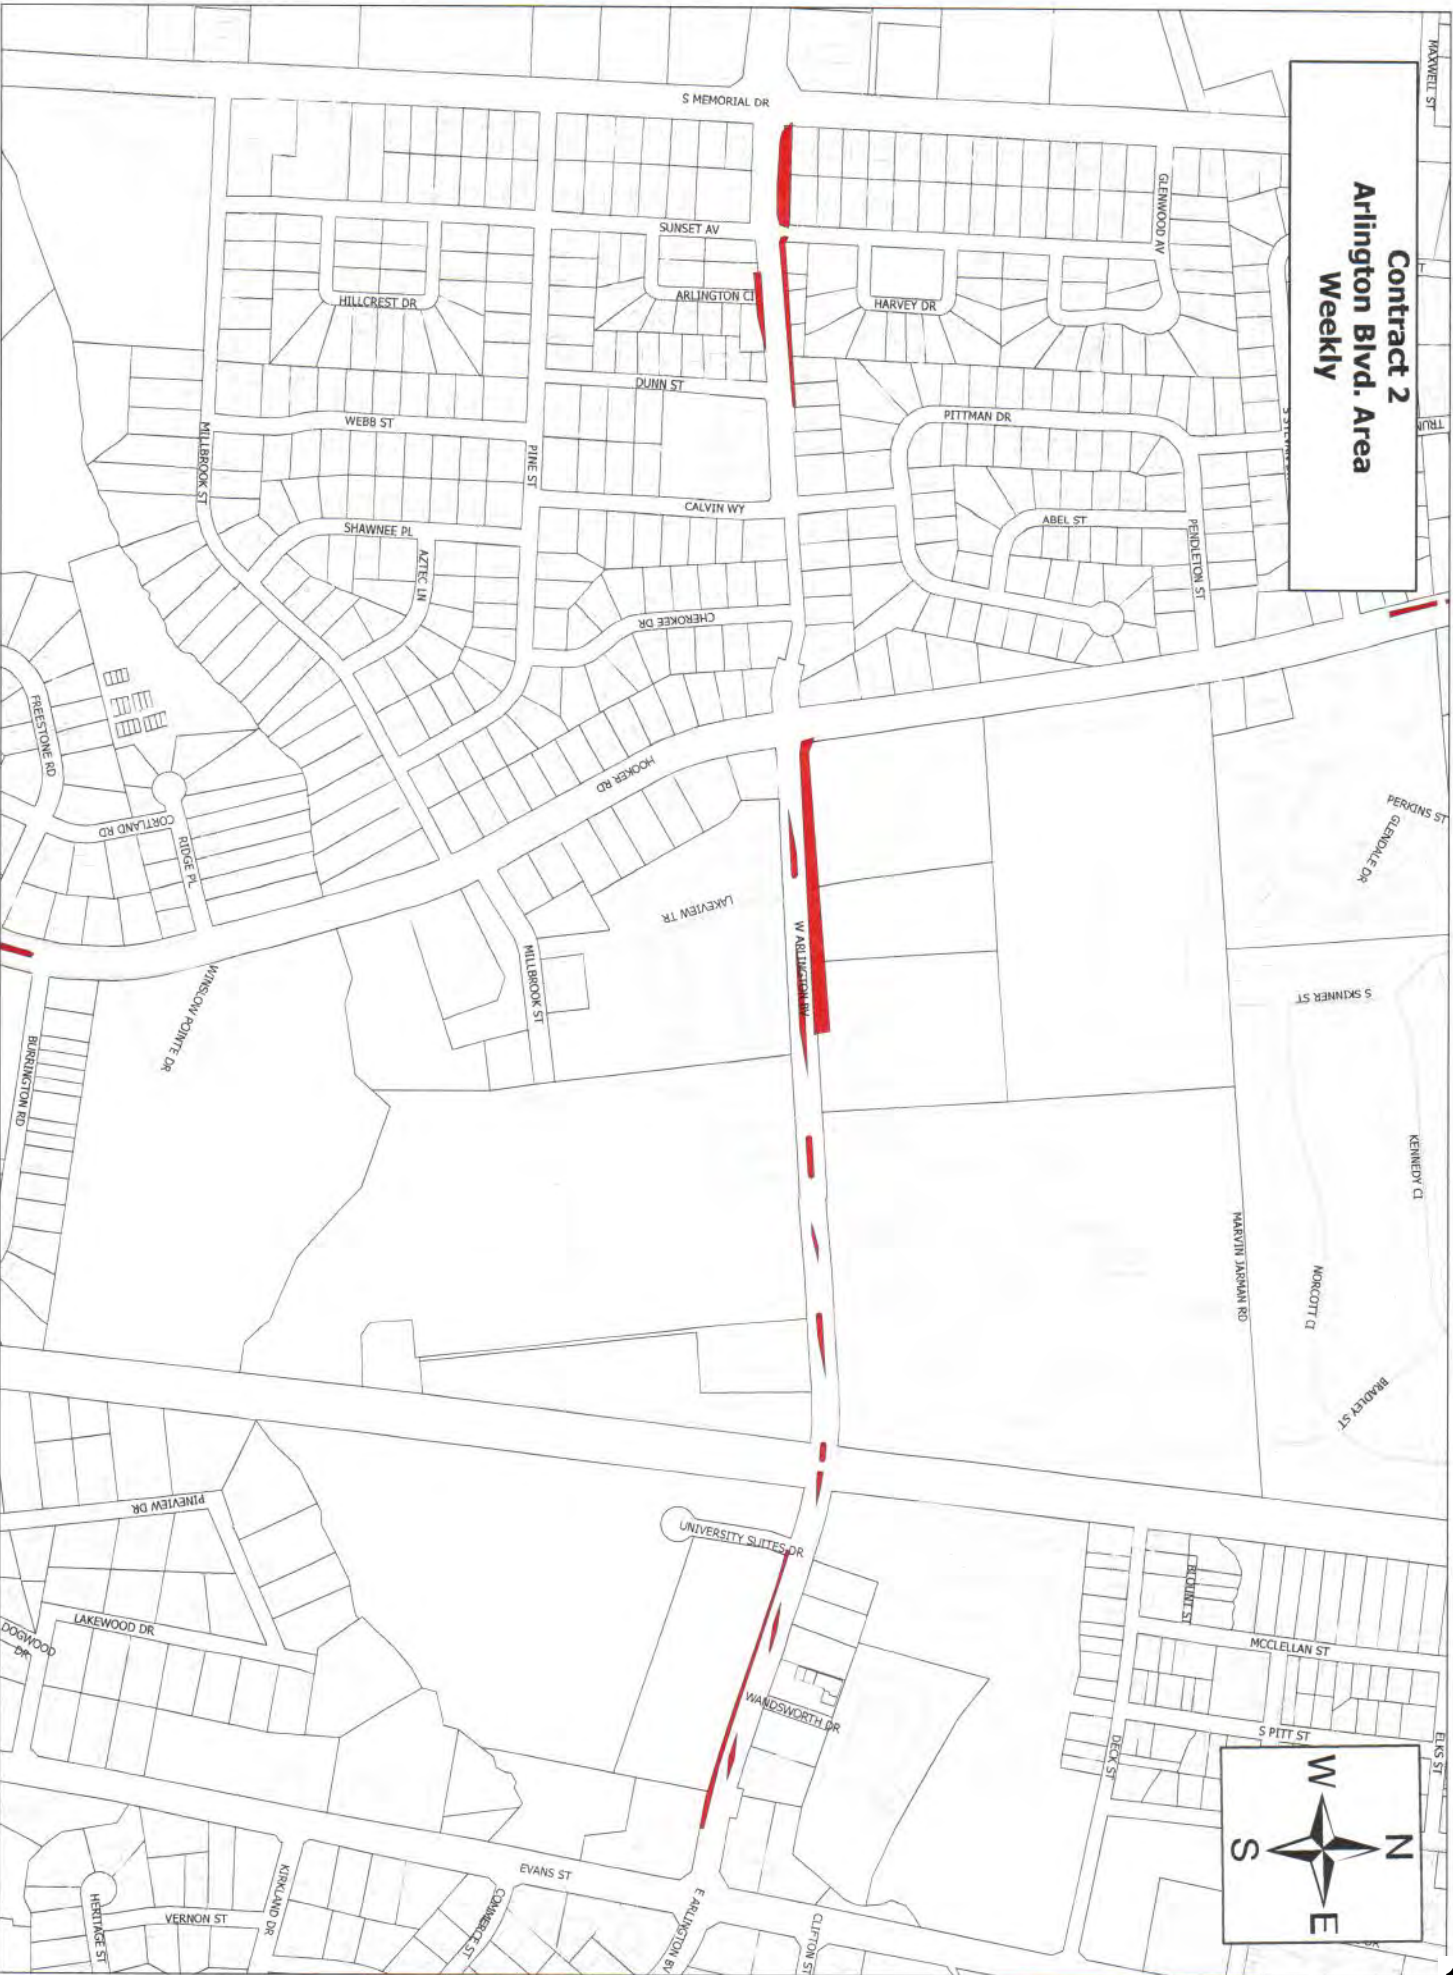 Contract 2
Arlington Blvd. Area
Weekly
MAXWELL ST
S MEMORIAL DR
GLENWOOD AV
SUNSET AV
HILLCREST DR
ARLINGTON CI
HARVEY DR
DUNN ST
WEBB ST
PITTMAN DR
MILLBROOK ST
PINE ST
CALVIN WY
SHAWNEE PL
AZTEC LN
ABEL ST
PENDLETON ST
CHEROKEE DR
FREESTONE RD
HOOKER RD
CORTLAND RD
RIDGE PL
PERKINS ST
GLENDALE DR
LAKEVIEW TR
W ARLINGTON BV
MILLBROOK ST
WINSLOW POINTE DR
BURRINGTON RD
S SKINNER ST
KENNEDY CI
MARVIN JARMAN RD
NORCOTT CI
BRADLEY ST
PINEVIEW DR
UNIVERSITY SUITES DR
BLOUNT ST
LAKEWOOD DR
DOGWOOD
DR
MCCLELLAN ST
WANDSWORTH DR
S PITT ST
ELKS ST
DECK ST
N
W
E
S
EVANS ST
KIRKLAND DR
COMMERCE ST
E ARLINGTON BV
CLIFTON ST
VERNON ST
HERITAGE ST